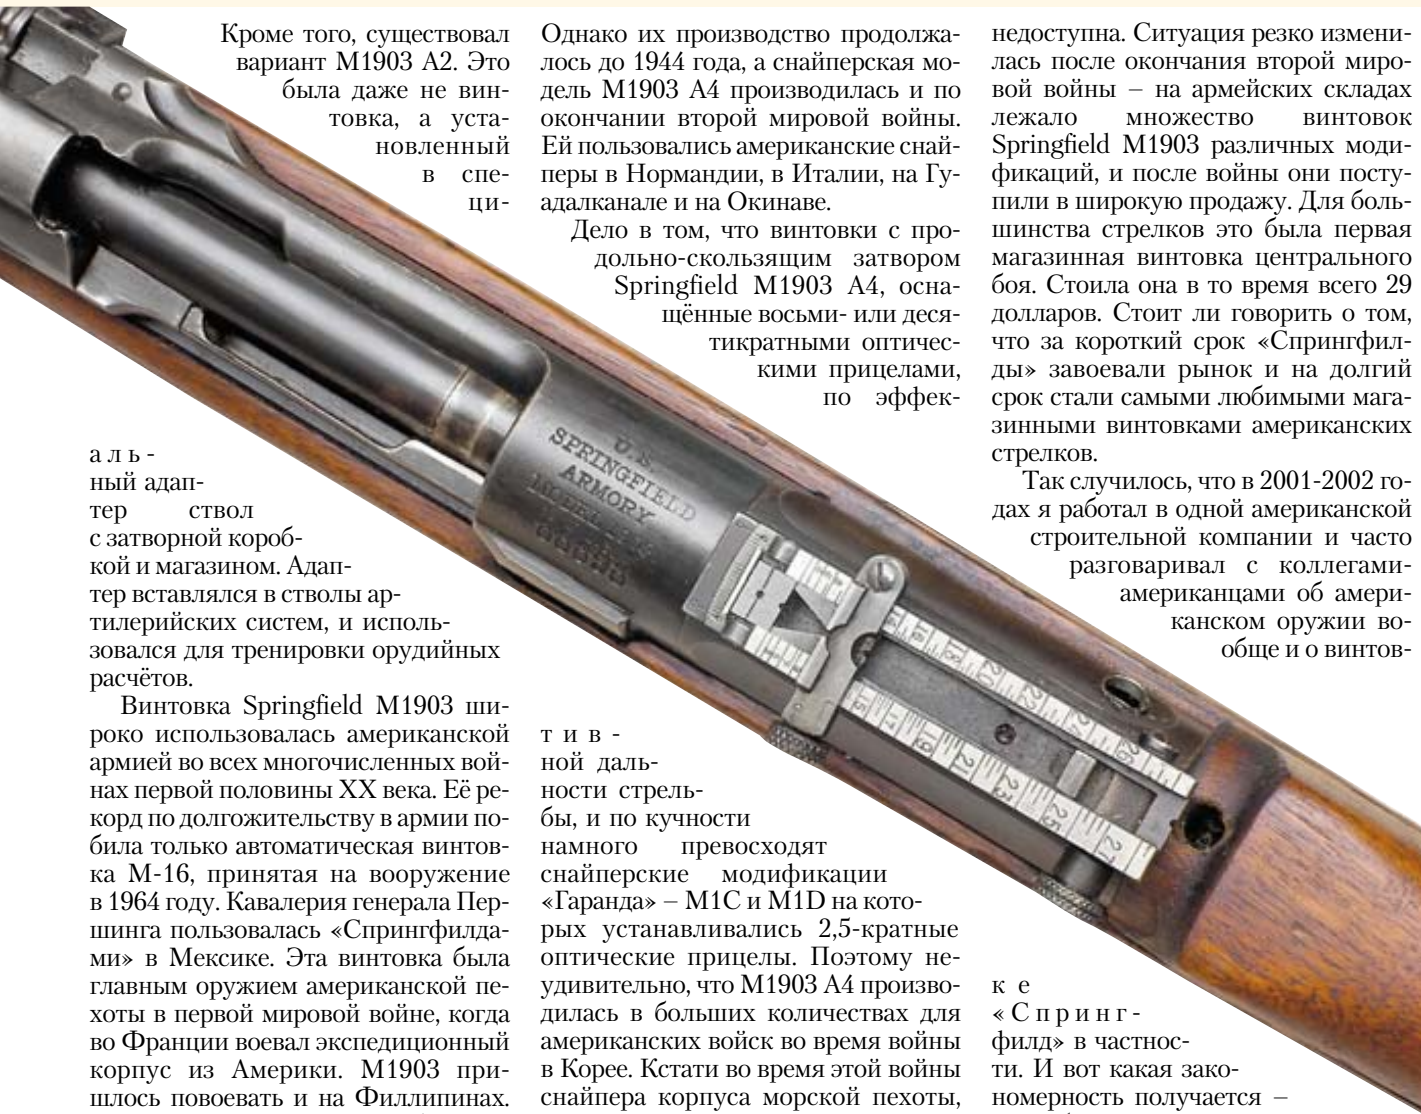 Кроме того, существовал
вариант М1903 А2. Это
была даже не вин-
товка, а уста-
новленный
в спе-
ци-
аль-
ный адап-
тер ствол
с затворной короб-
кой и магазином. Адап-
тер вставлялся в стволы ар-
тилерийских систем, и исполь-
зовался для тренировки орудийных
расчётов.
Винтовка Springfield M1903 ши-
роко использовалась американской
армией во всех многочисленных вой-
нах первой половины XX века. Её ре-
корд по долгожительству в армии по-
била только автоматическая винтов-
ка М-16, принятая на вооружение
в 1964 году. Кавалерия генерала Пер-
шинга пользовалась «Спрингфилда-
ми» в Мексике. Эта винтовка была
главным оружием американской пе-
хоты в первой мировой войне, когда
во Франции воевал экспедиционный
корпус из Америки. М1903 при-
шлось повоевать и на Филлипинах.
Однако их производство продолжа-
лось до 1944 года, а снайперская мо-
дель М1903 А4 производилась и по
окончании второй мировой войны.
Ей пользовались американские снай-
перы в Нормандии, в Италии, на Гу-
адалканале и на Окинаве.
Дело в том, что винтовки с про-
дольно-скользящим затвором
Springfield M1903 A4, осна-
щённые восьми- или деся-
тикратными оптичес-
кими прицелами,
по эффек-
тив-
ной даль-
ности стрель-
бы, и по кучности
намного превосходят
снайперские модификации
«Гаранда» – M1C и M1D на кото-
рых устанавливались 2,5-кратные
оптические прицелы. Поэтому не-
удивительно, что М1903 А4 произво-
дилась в больших количествах для
американских войск во время войны
в Корее. Кстати во время этой войны
снайпера корпуса морской пехоты,
недоступна. Ситуация резко измени-
лась после окончания второй миро-
вой войны – на армейских складах
лежало множество винтовок
Springfield M1903 различных моди-
фикаций, и после войны они посту-
пили в широкую продажу. Для боль-
шинства стрелков это была первая
магазинная винтовка центрального
боя. Стоила она в то время всего 29
долларов. Стоит ли говорить о том,
что за короткий срок «Спрингфил-
ды» завоевали рынок и на долгий
срок стали самыми любимыми мага-
зинными винтовками американских
стрелков.
Так случилось, что в 2001-2002 го-
дах я работал в одной американской
строительной компании и часто
разговаривал с коллегами-
американцами об амери-
канском оружии во-
обще и о винтов-
ке
«Спринг-
филд» в частнос-
ти. И вот какая зако-
номерность получается –
U.S.
SPRINGFIELD
ARMORY
MODEL